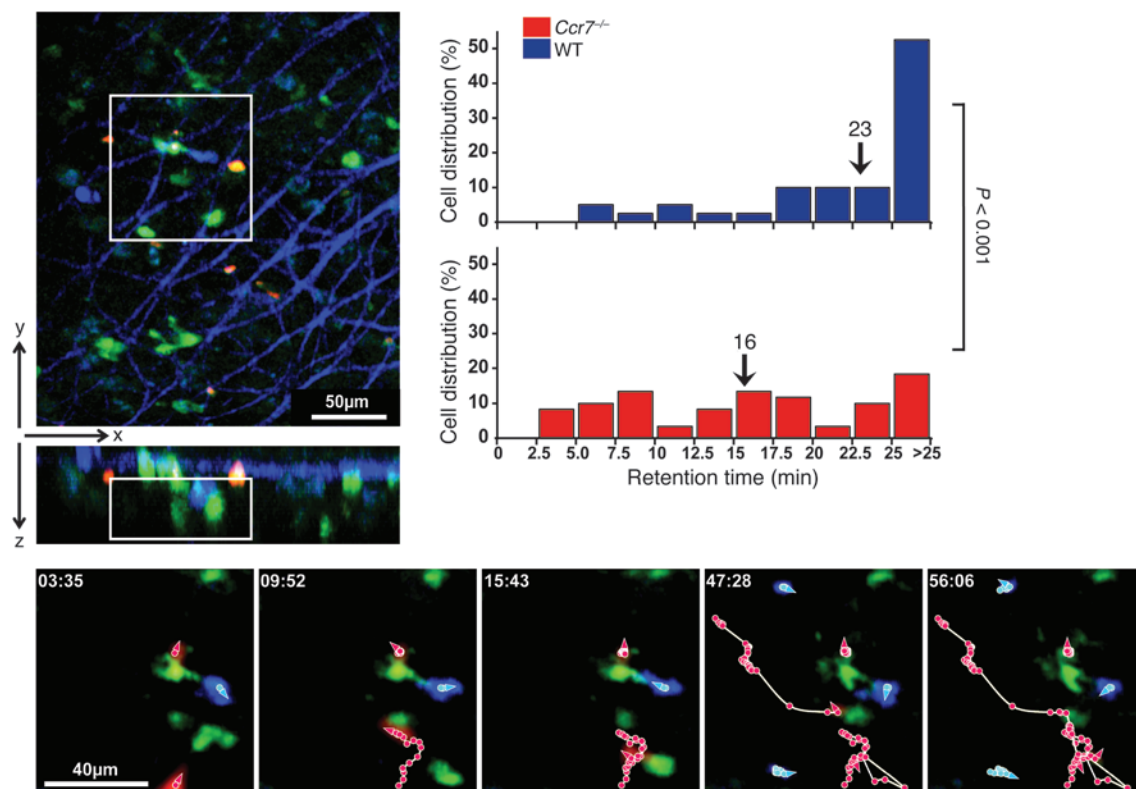 Ccr7–/–
WT
Cell distribution (%)
50
40
30
20
10
0
23
P < 0.001
Cell distribution (%)
50
40
30
20
10
0
16
0 2.5 5.0 7.5 10 12.5 15 17.5 20 22.5 25 >25
Retention time (min)
y
x
z
50µm
03:35
09:52
15:43
47:28
56:06
40µm